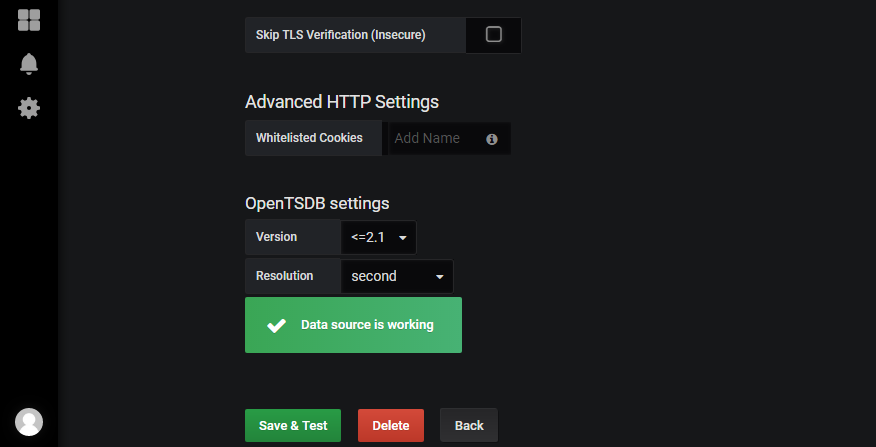 Skip TLS Verification (Insecure)
Advanced HTTP Settings
Whitelisted Cookies Add Name
OpenTSDB settings
Version <=2.1
Resolution second
Data source is working
Save & Test Delete Back